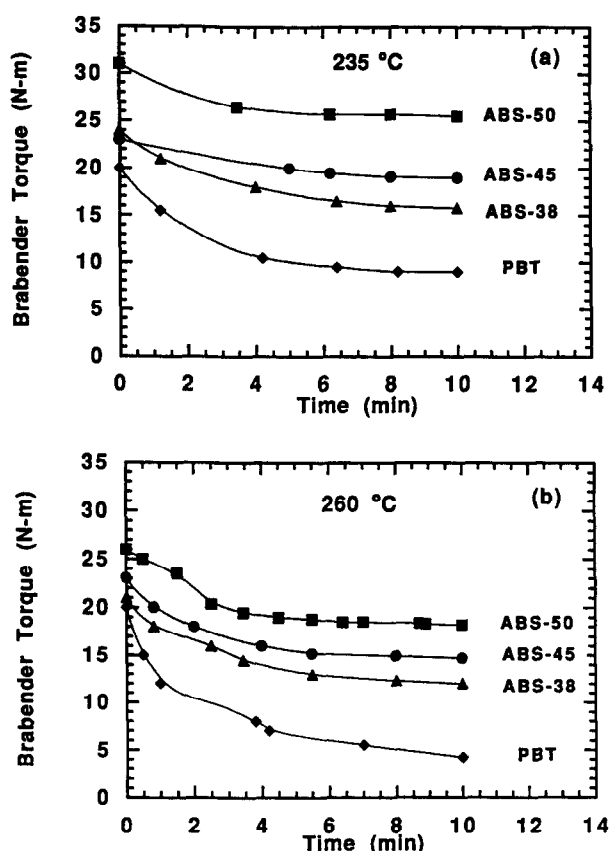 35
30
25
20
15
10
5
0
Brabender Torque (N-m)
235 °C
(a)
ABS-50
ABS-45
ABS-38
PBT
0 2 4 6 8 10 12 14
Time (min)
35
30
25
20
15
10
5
0
Brabender Torque (N-m)
260 °C
(b)
ABS-50
ABS-45
ABS-38
PBT
0 2 4 6 8 10 12 14
Time (min)